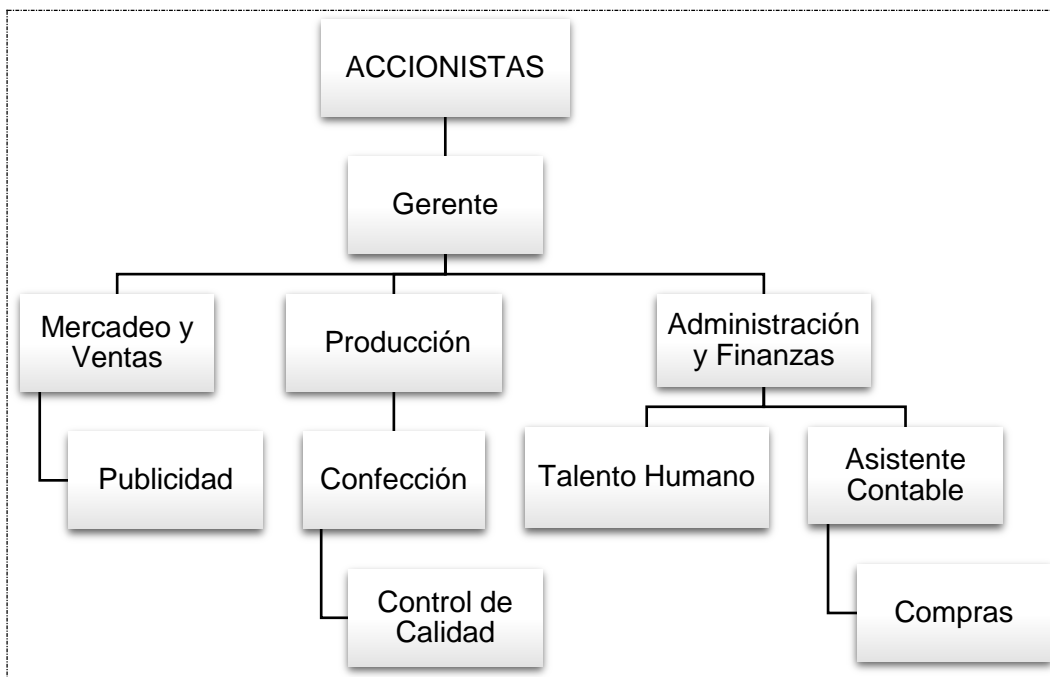 ACCIONISTAS
Gerente
Mercadeo y
Ventas
Producción
Administración
y Finanzas
Publicidad
Confección
Talento Humano
Asistente
Contable
Control de
Calidad
Compras